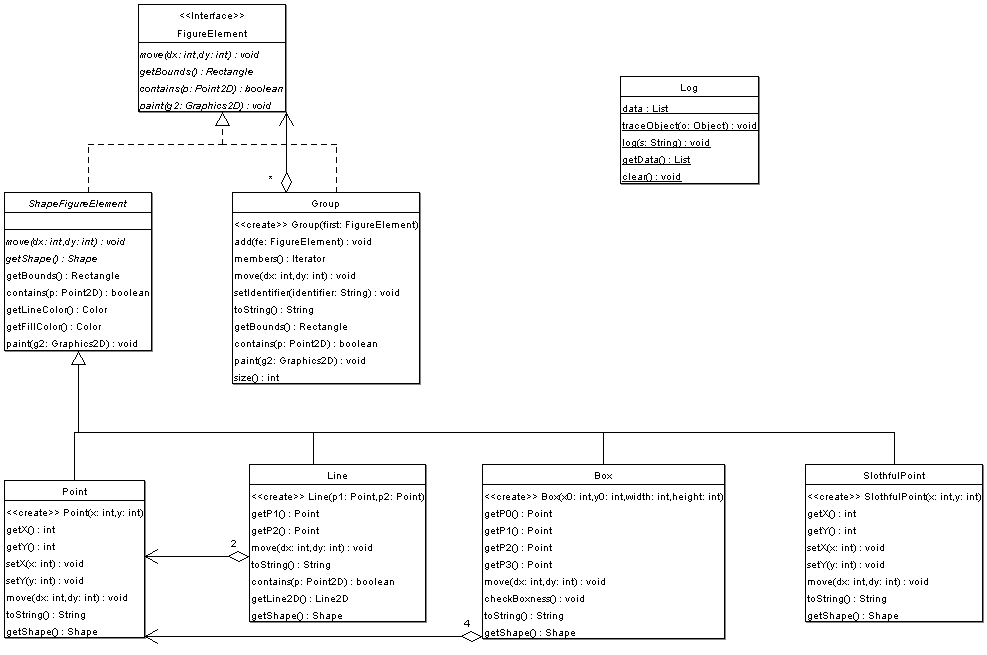 <<Interface>>
FigureElement
move(dx: int,dy: int) : void
getBounds() : Rectangle
contains(p: Point2D) : boolean
paint(g2: Graphics2D) : void
Log
data : List
traceObject(o: Object) : void
log(s: String) : void
getData() : List
clear() : void
*
ShapeFigureElement
move(dx: int,dy: int) : void
getShape() : Shape
getBounds() : Rectangle
contains(p: Point2D) : boolean
getLineColor() : Color
getFillColor() : Color
paint(g2: Graphics2D) : void
Group
<<create>> Group(first: FigureElement)
add(fe: FigureElement) : void
members() : Iterator
move(dx: int,dy: int) : void
setIdentifier(identifier: String) : void
toString() : String
getBounds() : Rectangle
contains(p: Point2D) : boolean
paint(g2: Graphics2D) : void
size() : int
Point
<<create>> Point(x: int,y: int)
getX() : int
getY() : int
setX(x: int) : void
setY(y: int) : void
move(dx: int,dy: int) : void
toString() : String
getShape() : Shape
2
Line
<<create>> Line(p1: Point,p2: Point)
getP1() : Point
getP2() : Point
move(dx: int,dy: int) : void
toString() : String
contains(p: Point2D) : boolean
getLine2D() : Line2D
getShape() : Shape
4
Box
<<create>> Box(x0: int,y0: int,width: int,height: int)
getP0() : Point
getP1() : Point
getP2() : Point
getP3() : Point
move(dx: int,dy: int) : void
checkBoxness() : void
toString() : String
getShape() : Shape
SlothfulPoint
<<create>> SlothfulPoint(x: int,y: int)
getX() : int
getY() : int
setX(x: int) : void
setY(y: int) : void
move(dx: int,dy: int) : void
toString() : String
getShape() : Shape